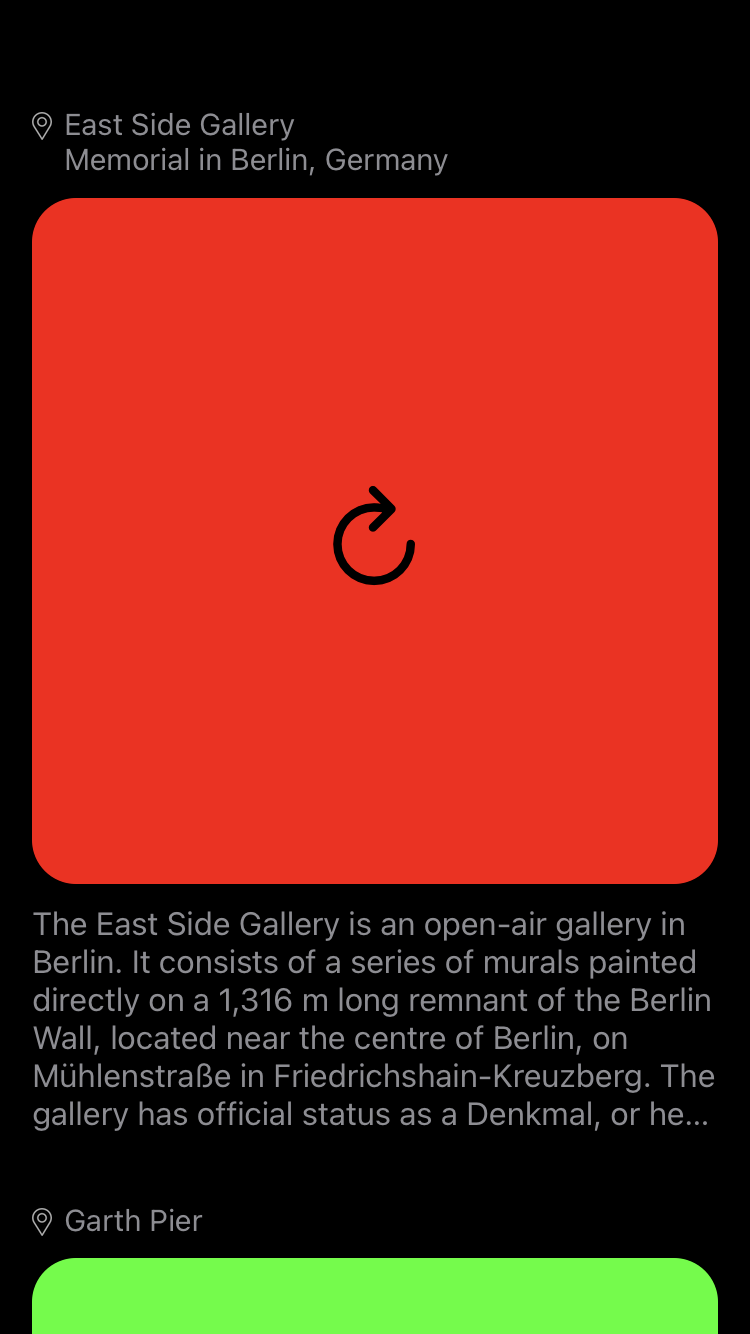 East Side Gallery
Memorial in Berlin, Germany
The East Side Gallery is an open-air gallery in
Berlin. It consists of a series of murals painted
directly on a 1,316 m long remnant of the Berlin
Wall, located near the centre of Berlin, on
Mühlenstraße in Friedrichshain-Kreuzberg. The
gallery has official status as a Denkmal, or he...
Garth Pier